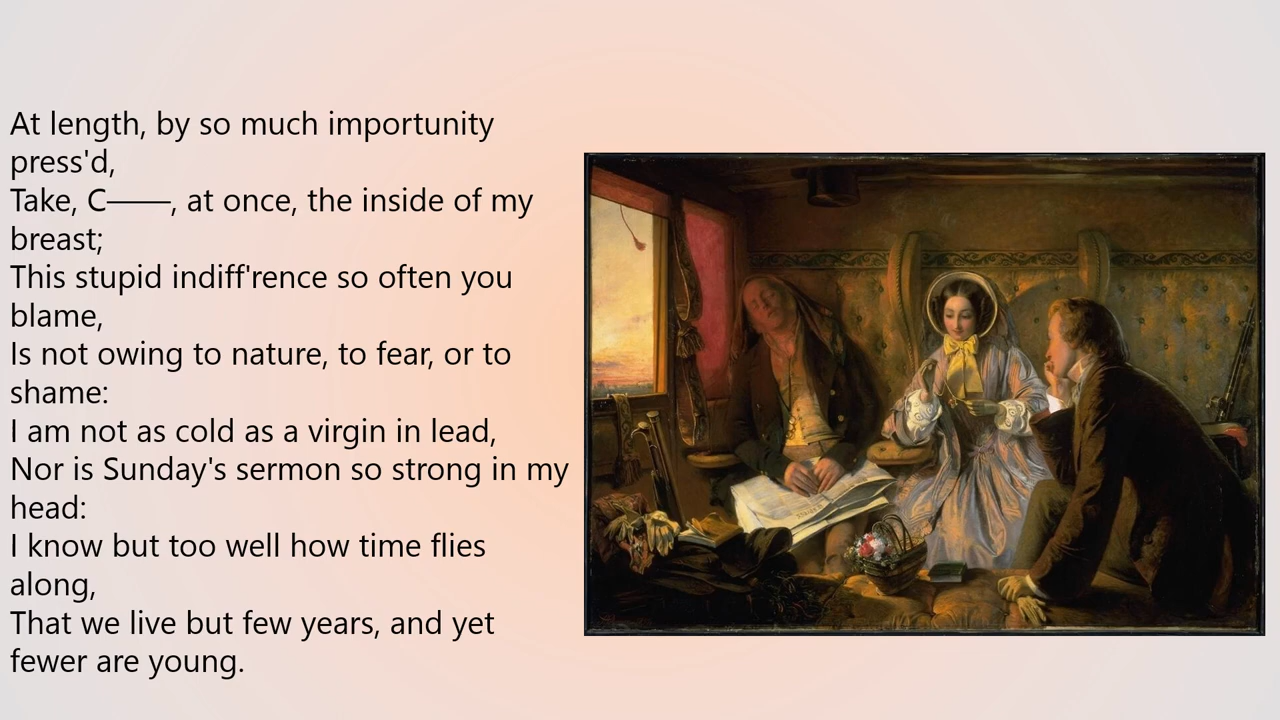 At length, by so much importunity
press'd,
Take, C——, at once, the inside of my
breast;
This stupid indiff'rence so often you
blame,
Is not owing to nature, to fear, or to
shame:
I am not as cold as a virgin in lead,
Nor is Sunday's sermon so strong in my
head:
I know but too well how time flies
along,
That we live but few years, and yet
fewer are young.